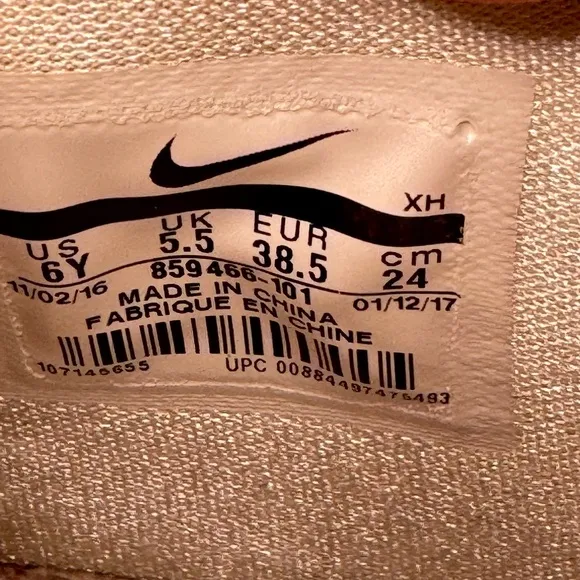 XH
US UK EUR cm
6Y 5.5 38.5 24
11/02/16 859466-101 01/12/17
MADE IN CHINA
FABRIQUE EN CHINE
107145655 UPC 00884497475493